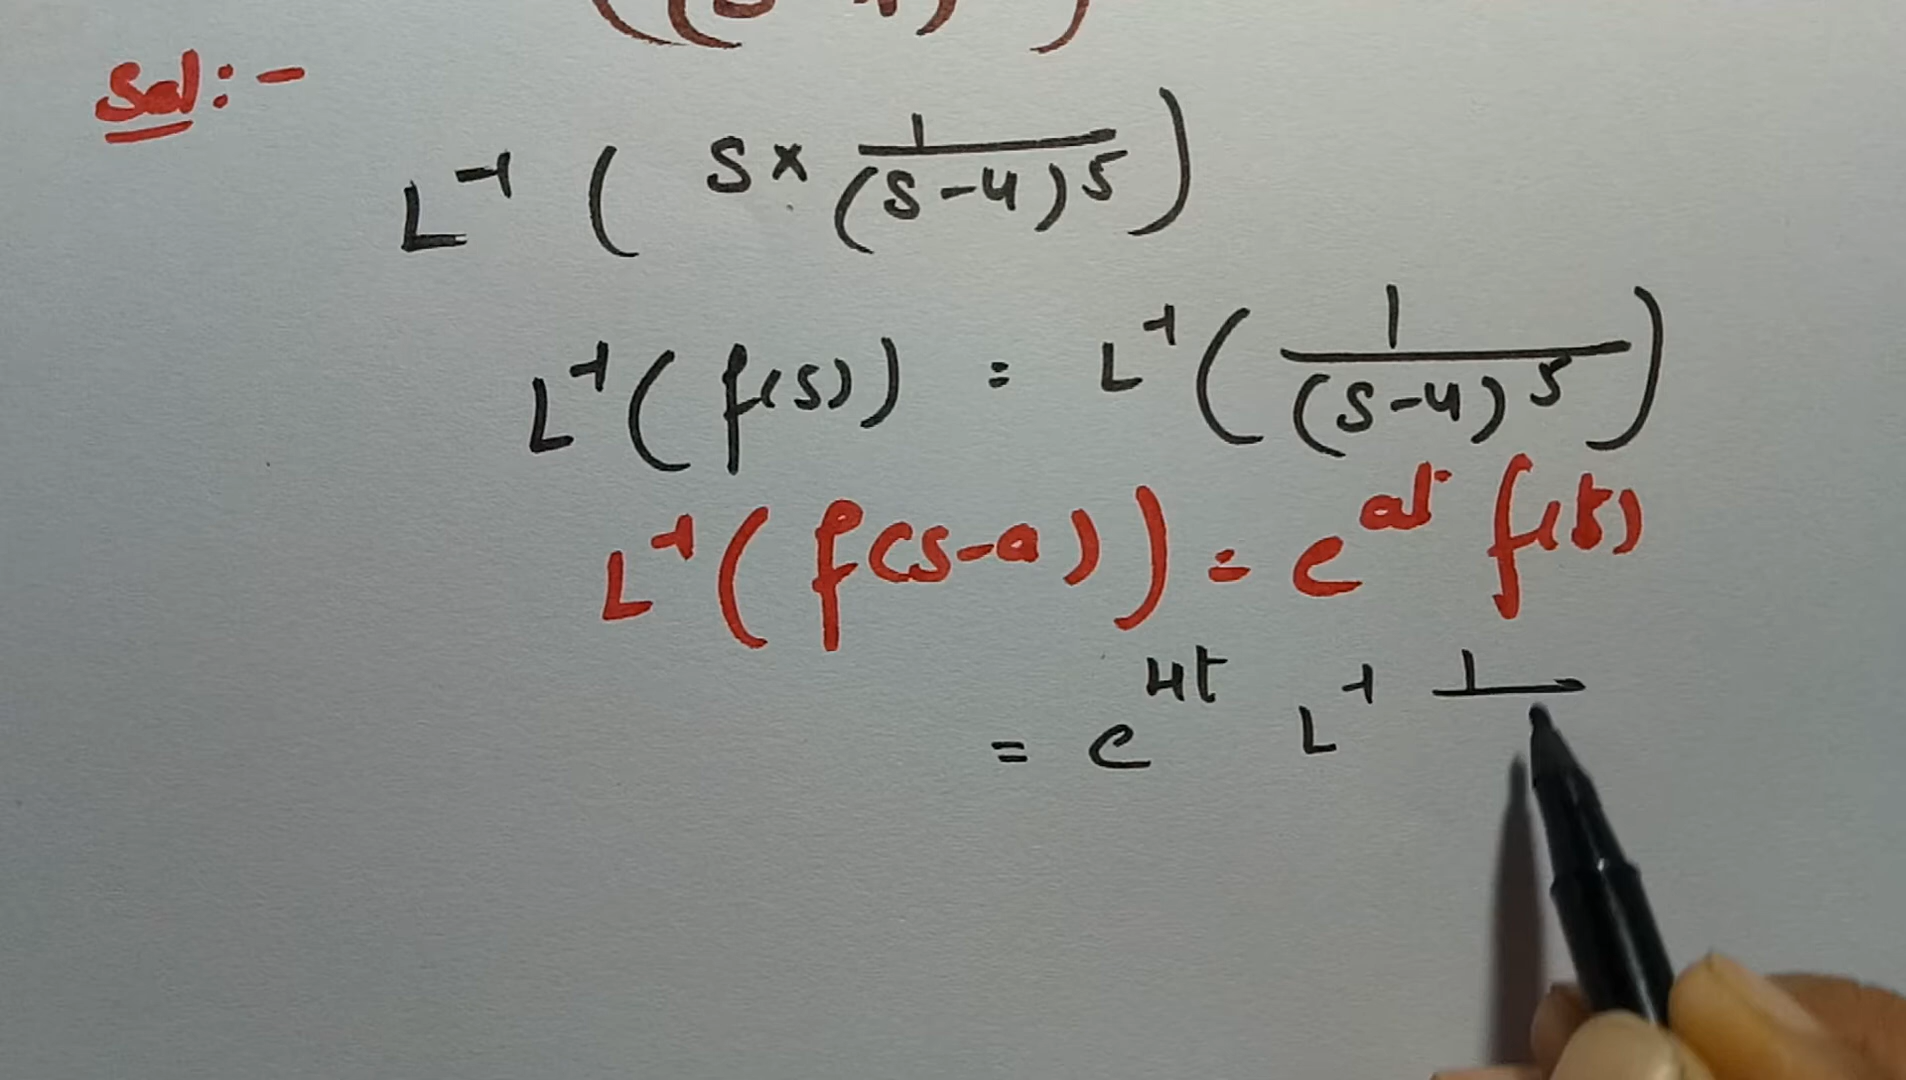 Sol:-
L⁻¹ ( S × 1/(S-4)⁵ )
L⁻¹ ( f(s) ) = L⁻¹ ( 1/(S-4)⁵ )
L⁻¹ ( f(s-a) ) = e^at f(t)
= e^4t L⁻¹ 1/